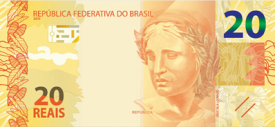 REPÚBLICA FEDERATIVA DO BRASIL
20
20
REAIS